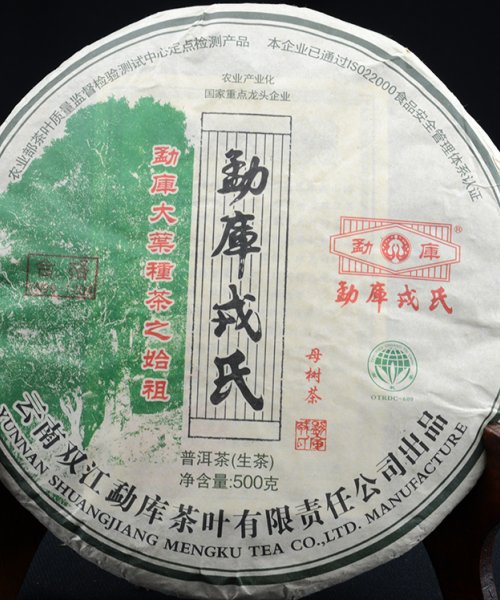 农业部茶叶质量监督检验测试中心定点检测产品 本企业已通过ISO22000食品安全管理体系认证
农业产业化
国家重点龙头企业
勐庫大葉種茶之始祖
勐庫戎氏
勐 庫
®
勐庫戎氏
母树茶
OTRDC-600
普洱茶(生茶)
净含量:500克
云南双江勐库茶叶有限责任公司出品
YUNNAN SHUANGJIANG MENGKU TEA CO.,LTD. MANUFACTURE